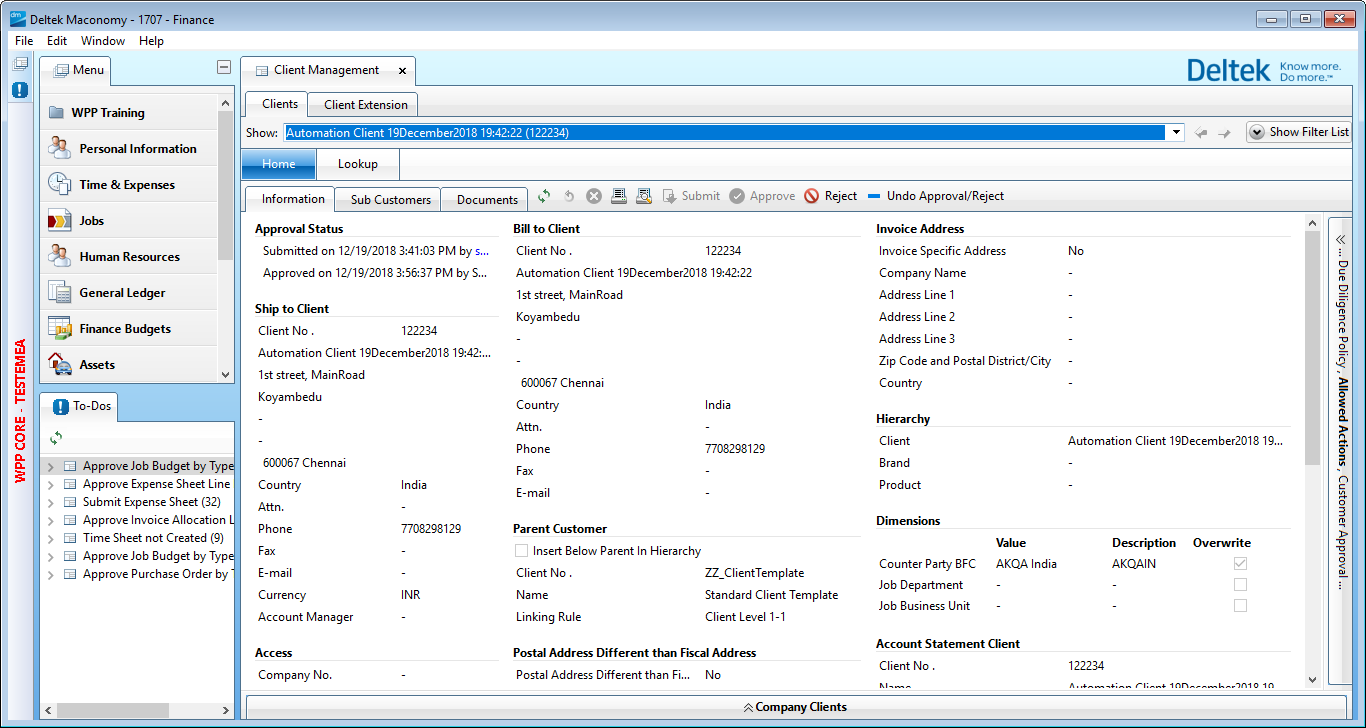 Deltek Maconomy - 1707 - Finance
File Edit Window Help
Menu
WPP Training
Personal Information
Time & Expenses
Jobs
Human Resources
General Ledger
Finance Budgets
Assets
WPP CORE - TESTEMEA
To-Dos
Approve Job Budget by Type
Approve Expense Sheet Line
Submit Expense Sheet (32)
Approve Invoice Allocation L
Time Sheet not Created (9)
Approve Job Budget by Type
Approve Purchase Order by T
Client Management
Deltek Know more. Do more.™
Clients Client Extension
Show: Automation Client 19December2018 19:42:22 (122234) Show Filter List
Home Lookup
Information Sub Customers Documents Submit Approve Reject Undo Approval/Reject
Approval Status
Submitted on 12/19/2018 3:41:03 PM by s...
Approved on 12/19/2018 3:56:37 PM by S...
Ship to Client
Client No . 122234
Automation Client 19December2018 19:42:...
1st street, MainRoad
Koyambedu
-
-
600067 Chennai
Country India
Attn. -
Phone 7708298129
Fax -
E-mail -
Currency INR
Account Manager -
Access
Company No. -
Bill to Client
Client No . 122234
Automation Client 19December2018 19:42:22
1st street, MainRoad
Koyambedu
-
-
600067 Chennai
Country India
Attn. -
Phone 7708298129
Fax -
E-mail -
Parent Customer
Insert Below Parent In Hierarchy
Client No . ZZ_ClientTemplate
Name Standard Client Template
Linking Rule Client Level 1-1
Postal Address Different than Fiscal Address
Postal Address Different than Fi... No
Invoice Address
Invoice Specific Address No
Company Name -
Address Line 1 -
Address Line 2 -
Address Line 3 -
Zip Code and Postal District/City -
Country -
Hierarchy
Client Automation Client 19December2018 19...
Brand -
Product -
Dimensions
Value Description Overwrite
Counter Party BFC AKQA India AKQAIN
Job Department - -
Job Business Unit - -
Account Statement Client
Client No . 122234
Name Automation Client 19December2018 19...
... Due Diligence Policy , Allowed Actions , Customer Approval ...
Company Clients